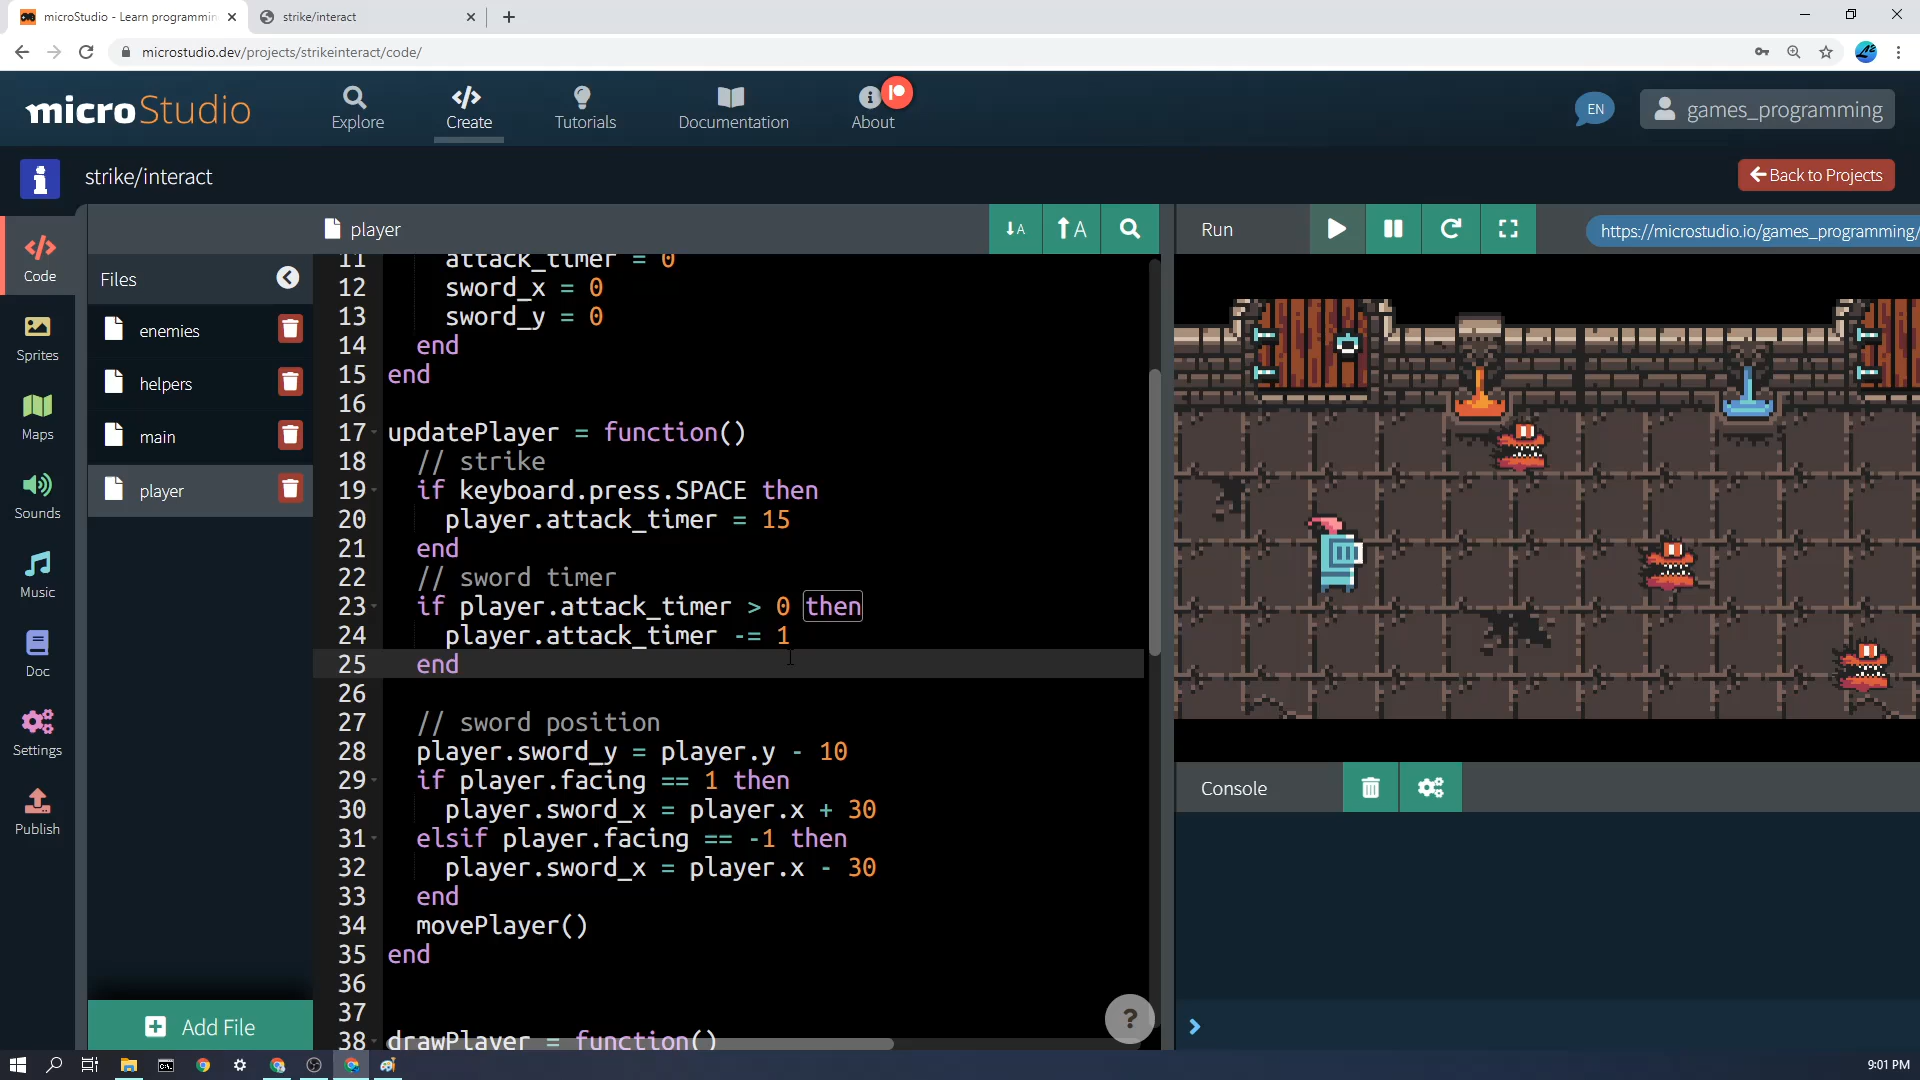 microStudio - Learn programmin
strike/interact
microstudio.dev/projects/strikeinteract/code/
microStudio
Explore
Create
Tutorials
Documentation
About
EN
games_programming
strike/interact
Back to Projects
Code
Sprites
Maps
Sounds
Music
Doc
Settings
Publish
Files
enemies
helpers
main
player
Add File
player
A
A
11 attack_timer = 0
12 sword_x = 0
13 sword_y = 0
14 end
15 end
16
17 updatePlayer = function()
18 // strike
19 if keyboard.press.SPACE then
20 player.attack_timer = 15
21 end
22 // sword timer
23 if player.attack_timer > 0 then
24 player.attack_timer -= 1
25 end
26
27 // sword position
28 player.sword_y = player.y - 10
29 if player.facing == 1 then
30 player.sword_x = player.x + 30
31 elsif player.facing == -1 then
32 player.sword_x = player.x - 30
33 end
34 movePlayer()
35 end
36
37
38 drawPlayer = function()
?
Run
https://microstudio.io/games_programming/
Console
9:01 PM